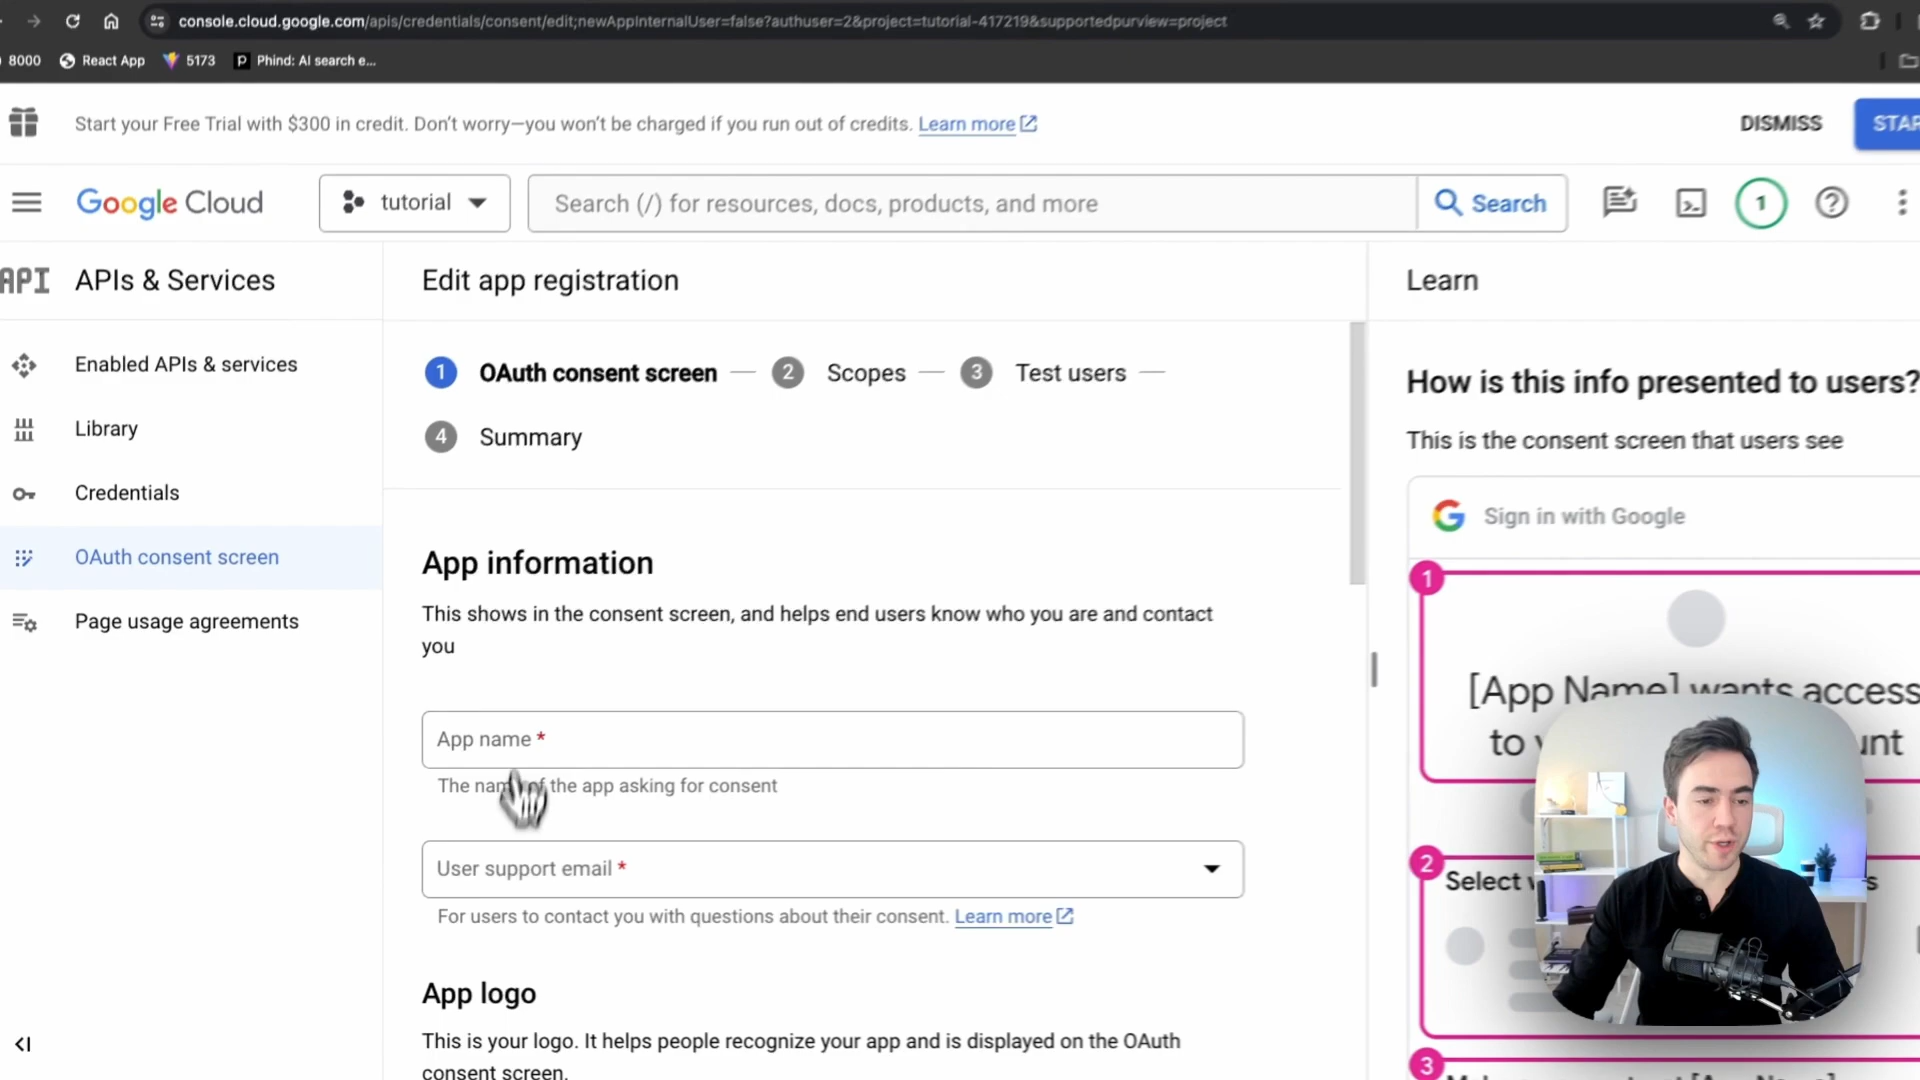 console.cloud.google.com/apis/credentials/consent/edit;newAppInternalUser=false?authuser=2&project=tutorial-417219&supportedpurview=project
8000 React App 5173 Phind: AI search e...
Start your Free Trial with $300 in credit. Don't worry—you won't be charged if you run out of credits. Learn more
DISMISS
Google Cloud
tutorial
Search (/) for resources, docs, products, and more
Search
1
API APIs & Services
Enabled APIs & services
Library
Credentials
OAuth consent screen
Page usage agreements
Edit app registration
1 OAuth consent screen — 2 Scopes — 3 Test users —
4 Summary
App information
This shows in the consent screen, and helps end users know who you are and contact
you
App name *
The name of the app asking for consent
User support email *
For users to contact you with questions about their consent. Learn more
App logo
This is your logo. It helps people recognize your app and is displayed on the OAuth
consent screen.
Learn
How is this info presented to users?
This is the consent screen that users see
Sign in with Google
1
[App Name] wants access
to
2
Select
3